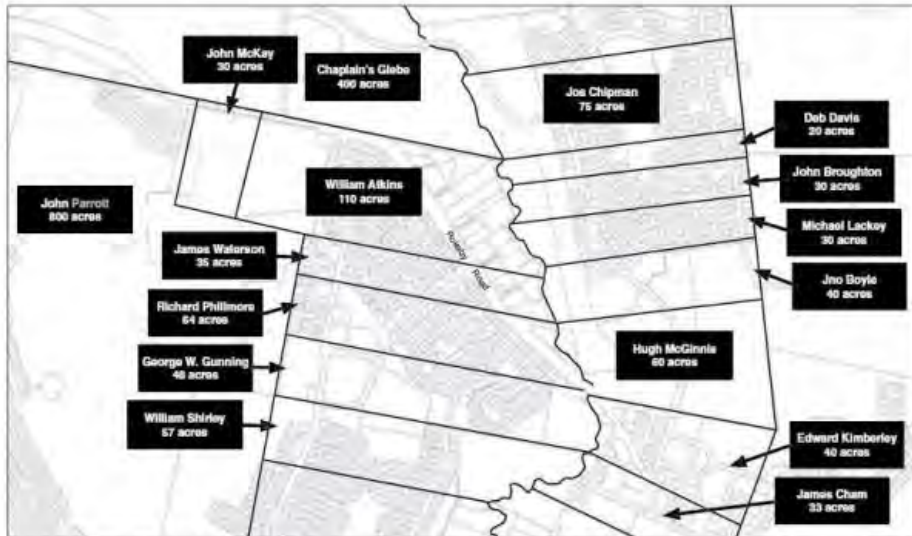 John McKay
30 acres
Chaplain's Glebe
400 acres
Jos Chipman
75 acres
Deb Davis
20 acres
John Broughton
30 acres
William Atkins
110 acres
John Parrott
800 acres
Michael Lackey
30 acres
James Waterson
35 acres
Road
Jno Boyle
40 acres
Richard Phillmore
64 acres
Hugh McGinnis
60 acres
George W. Gunning
48 acres
William Shirley
57 acres
Edward Kimberley
40 acres
James Cham
33 acres